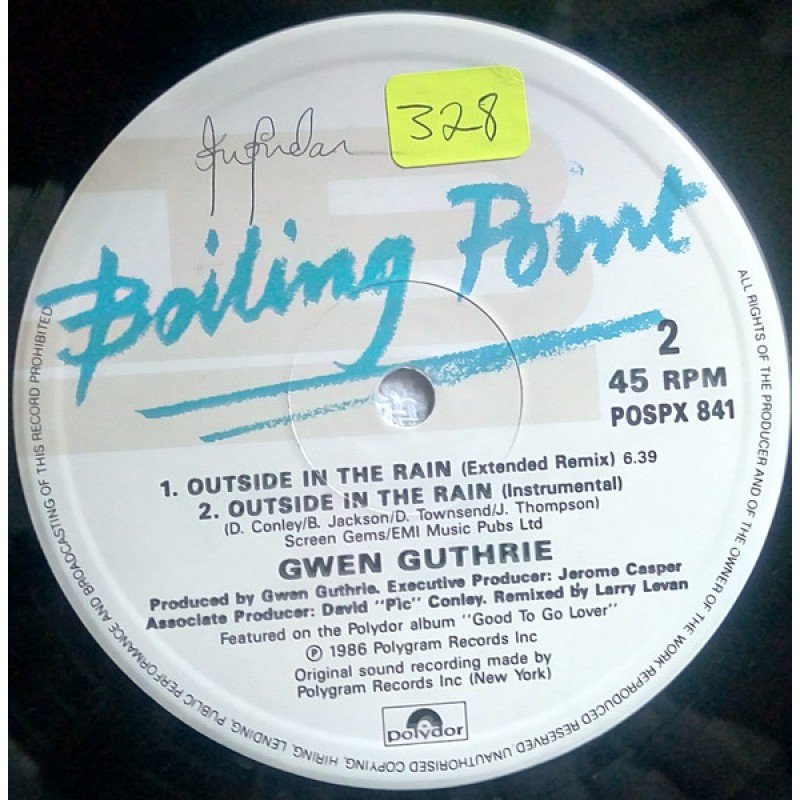 328
Boiling Point
2
45 RPM
POSPX 841
1. OUTSIDE IN THE RAIN (Extended Remix) 6.39
2. OUTSIDE IN THE RAIN (Instrumental)
(D. Conley/B. Jackson/D. Townsend/J. Thompson)
Screen Gems/EMI Music Pubs Ltd
GWEN GUTHRIE
Produced by Gwen Guthrie. Executive Producer: Jerome Casper
Associate Producer: David "Pic" Conley. Remixed by Larry Levan
Featured on the Polydor album "Good To Go Lover"
℗ 1986 Polygram Records Inc
Original sound recording made by
Polygram Records Inc (New York)
polydor
ALL RIGHTS OF THE PRODUCER AND OF THE OWNER OF THE WORK REPRODUCED RESERVED. UNAUTHORISED COPYING, HIRING, LENDING, PUBLIC PERFORMANCE AND BROADCASTING OF THIS RECORD PROHIBITED